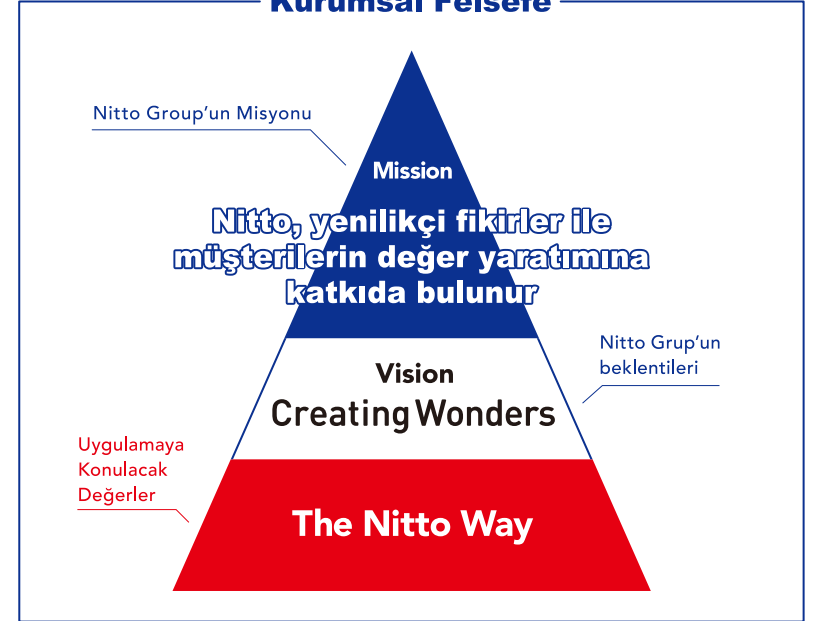 Kurumsal Felsefe
Nitto Group'un Misyonu
Mission
Nitto, yenilikçi fikirler ile
müşterilerin değer yaratımına
katkıda bulunur
Nitto Grup'un
beklentileri
Vision
Creating Wonders
Uygulamaya
Konulacak
Değerler
The Nitto Way